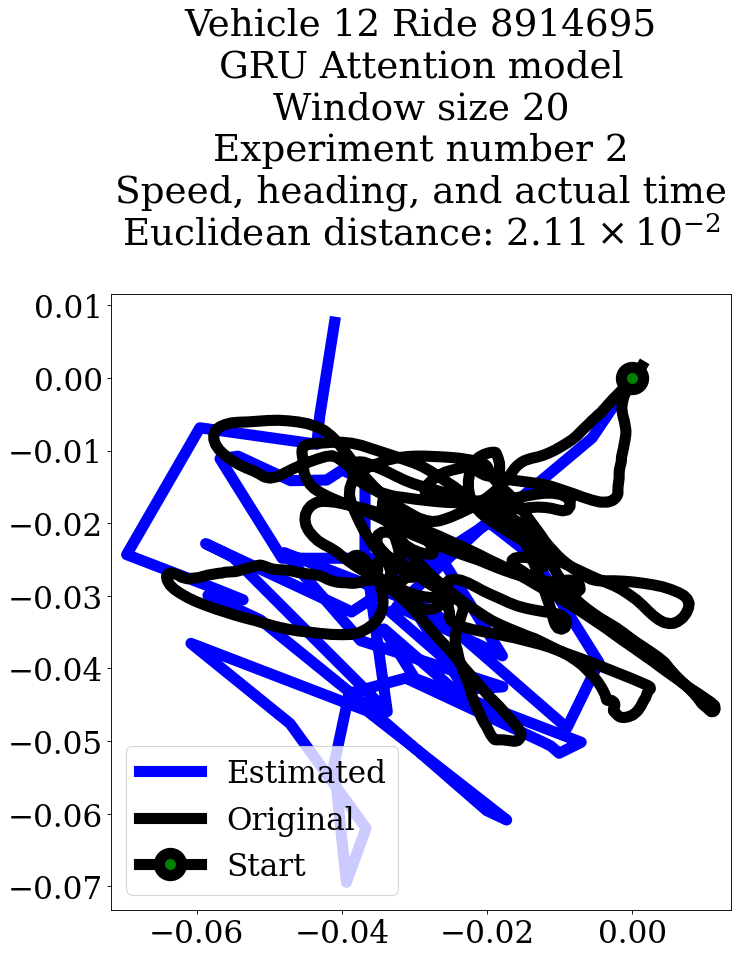 Vehicle 12 Ride 8914695
GRU Attention model
Window size 20
Experiment number 2
Speed, heading, and actual time
Euclidean distance: 2.11 × 10⁻²
0.01
0.00
−0.01
−0.02
−0.03
−0.04
−0.05
−0.06
−0.07
Estimated
Original
Start
−0.06 −0.04 −0.02 0.00